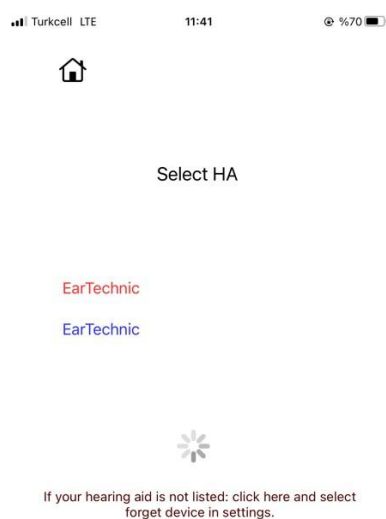 Turkcell LTE 11:41 %70
Select HA
EarTechnic
EarTechnic
If your hearing aid is not listed: click here and select
forget device in settings.